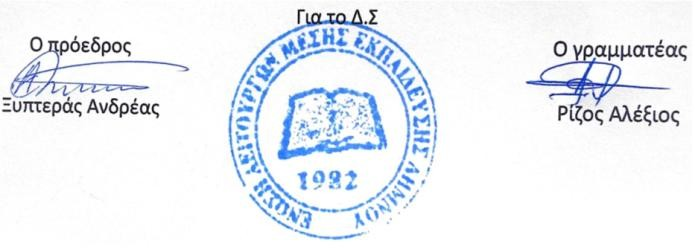 Για το Δ.Σ
Ο πρόεδρος
Ο γραμματέας
Ξυπτεράς Ανδρέας
Ρίζος Αλέξιος
ΕΝΩΣΗ ΛΕΙΤΟΥΡΓΩΝ ΜΕΣΗΣ ΕΚΠΑΙΔΕΥΣΗΣ ΛΗΜΝΟΥ
1982